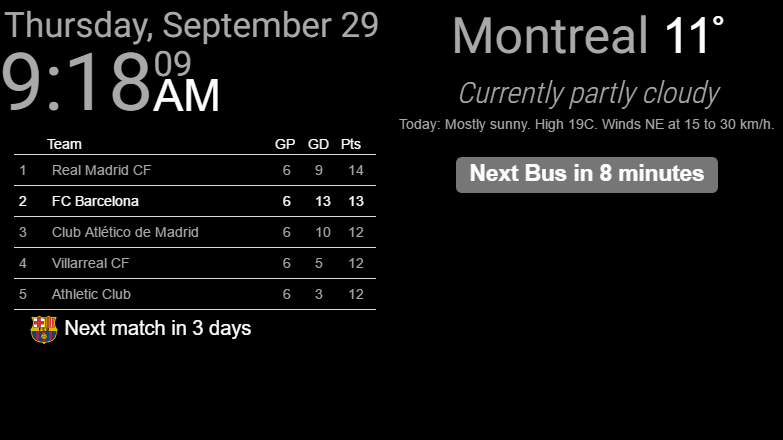 Thursday, September 29
9:18 09 AM
Team GP GD Pts
1 Real Madrid CF 6 9 14
2 FC Barcelona 6 13 13
3 Club Atlético de Madrid 6 10 12
4 Villarreal CF 6 5 12
5 Athletic Club 6 3 12
Next match in 3 days
Montreal 11°
Currently partly cloudy
Today: Mostly sunny. High 19C. Winds NE at 15 to 30 km/h.
Next Bus in 8 minutes